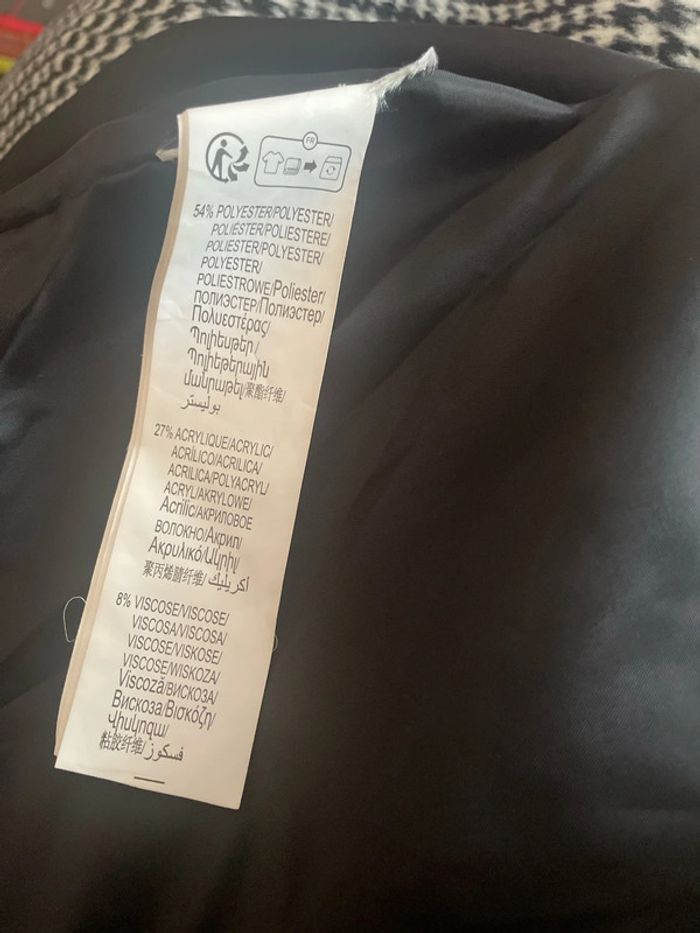 FR
54% POLYESTER/POLYESTER/
POLIÉSTER/POLIESTERE/
POLIESTER/POLYESTER/
POLYESTER/
POLIESTROWE/Poliester/
ПОЛИЭСТЕР/Полиэстер/
Πολυεστέρας/
Պոլիեսթեր/
Պոլիեթերային
մանրաթել/聚酯纤维/
بوليستر
27% ACRYLIQUE/ACRYLIC/
ACRÍLICO/ACRILICA/
ACRILICA/POLYACRYL/
ACRYL/AKRYLOWE/
Acrilic/АКРИЛОВОЕ
ВОЛОКНО/Акрил/
Ακρυλικό/Ակրիլ/
聚丙烯腈纤维/أكريليك
8% VISCOSE/VISCOSE/
VISCOSA/VISCOSA/
VISCOSE/VISKOSE/
VISCOSE/WISKOZA/
Viscoză/ВИСКОЗА/
Вискоза/Βισκόζη/
վիսկոզա/
粘胶纤维/فسكوز